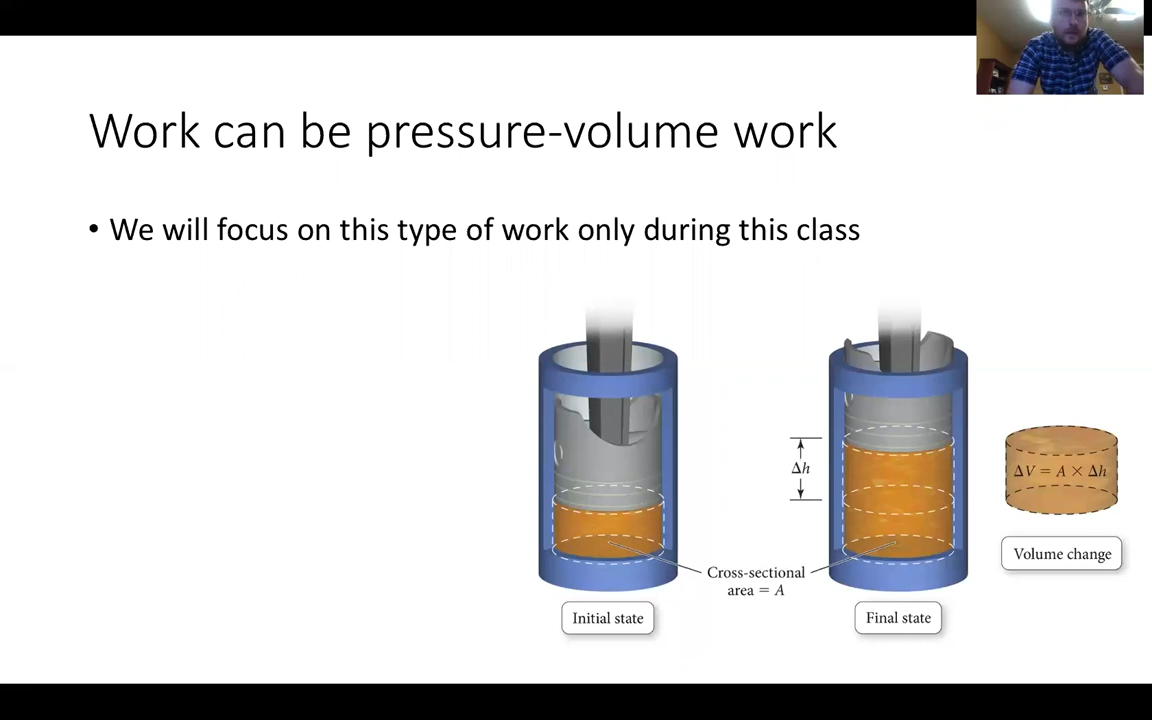 Work can be pressure-volume work
• We will focus on this type of work only during this class
Δh
ΔV = A × Δh
Volume change
Cross-sectional
area = A
Initial state
Final state